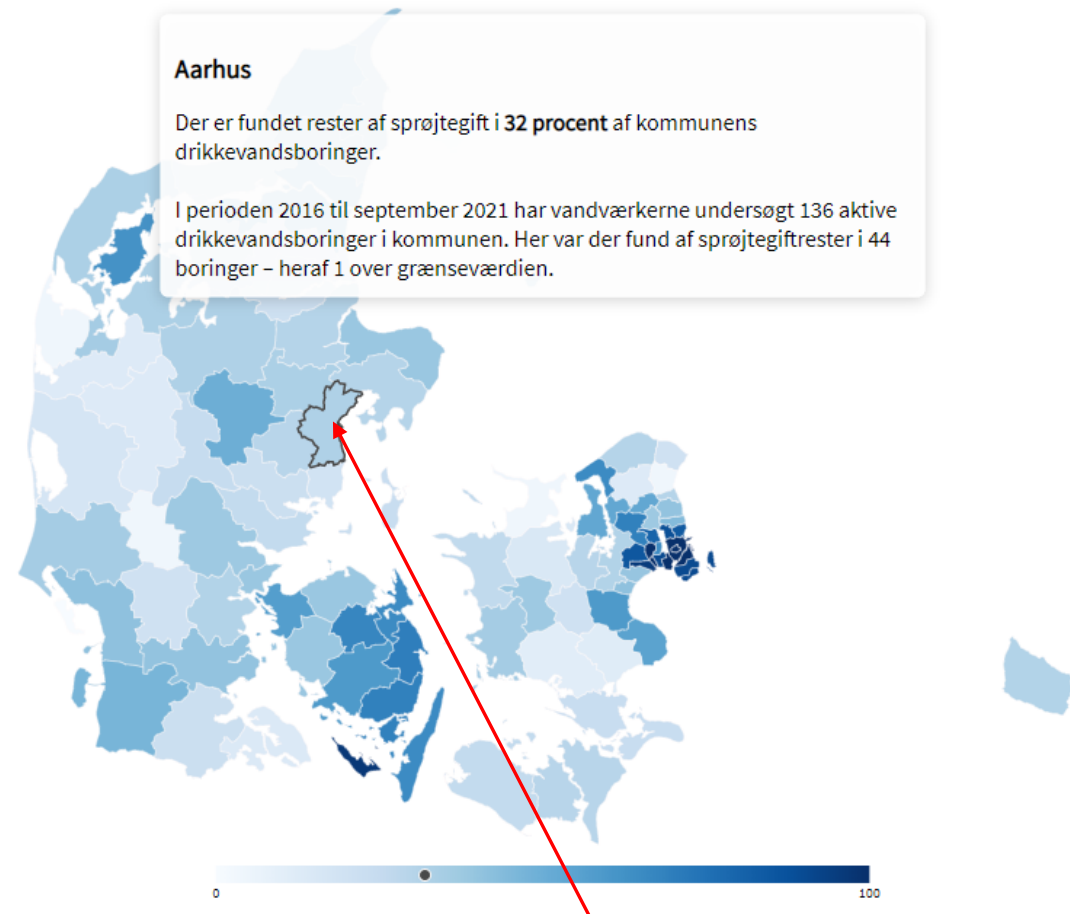 Aarhus
Der er fundet rester af sprøjtegift i 32 procent af kommunens
drikkevandsboringer.
I perioden 2016 til september 2021 har vandværkerne undersøgt 136 aktive
drikkevandsboringer i kommunen. Her var der fund af sprøjtegiftrester i 44
boringer – heraf 1 over grænseværdien.
0
100